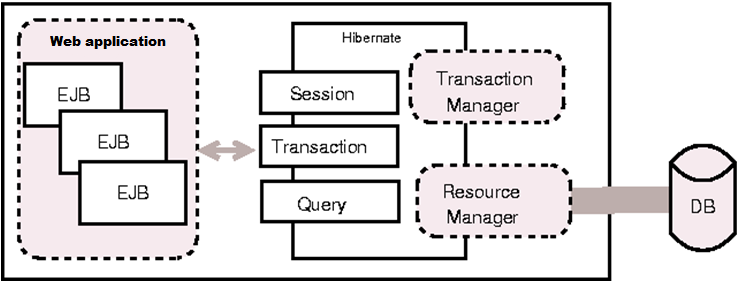 Web application
EJB
EJB
EJB
Hibernate
Session
Transaction
Query
Transaction
Manager
Resource
Manager
DB